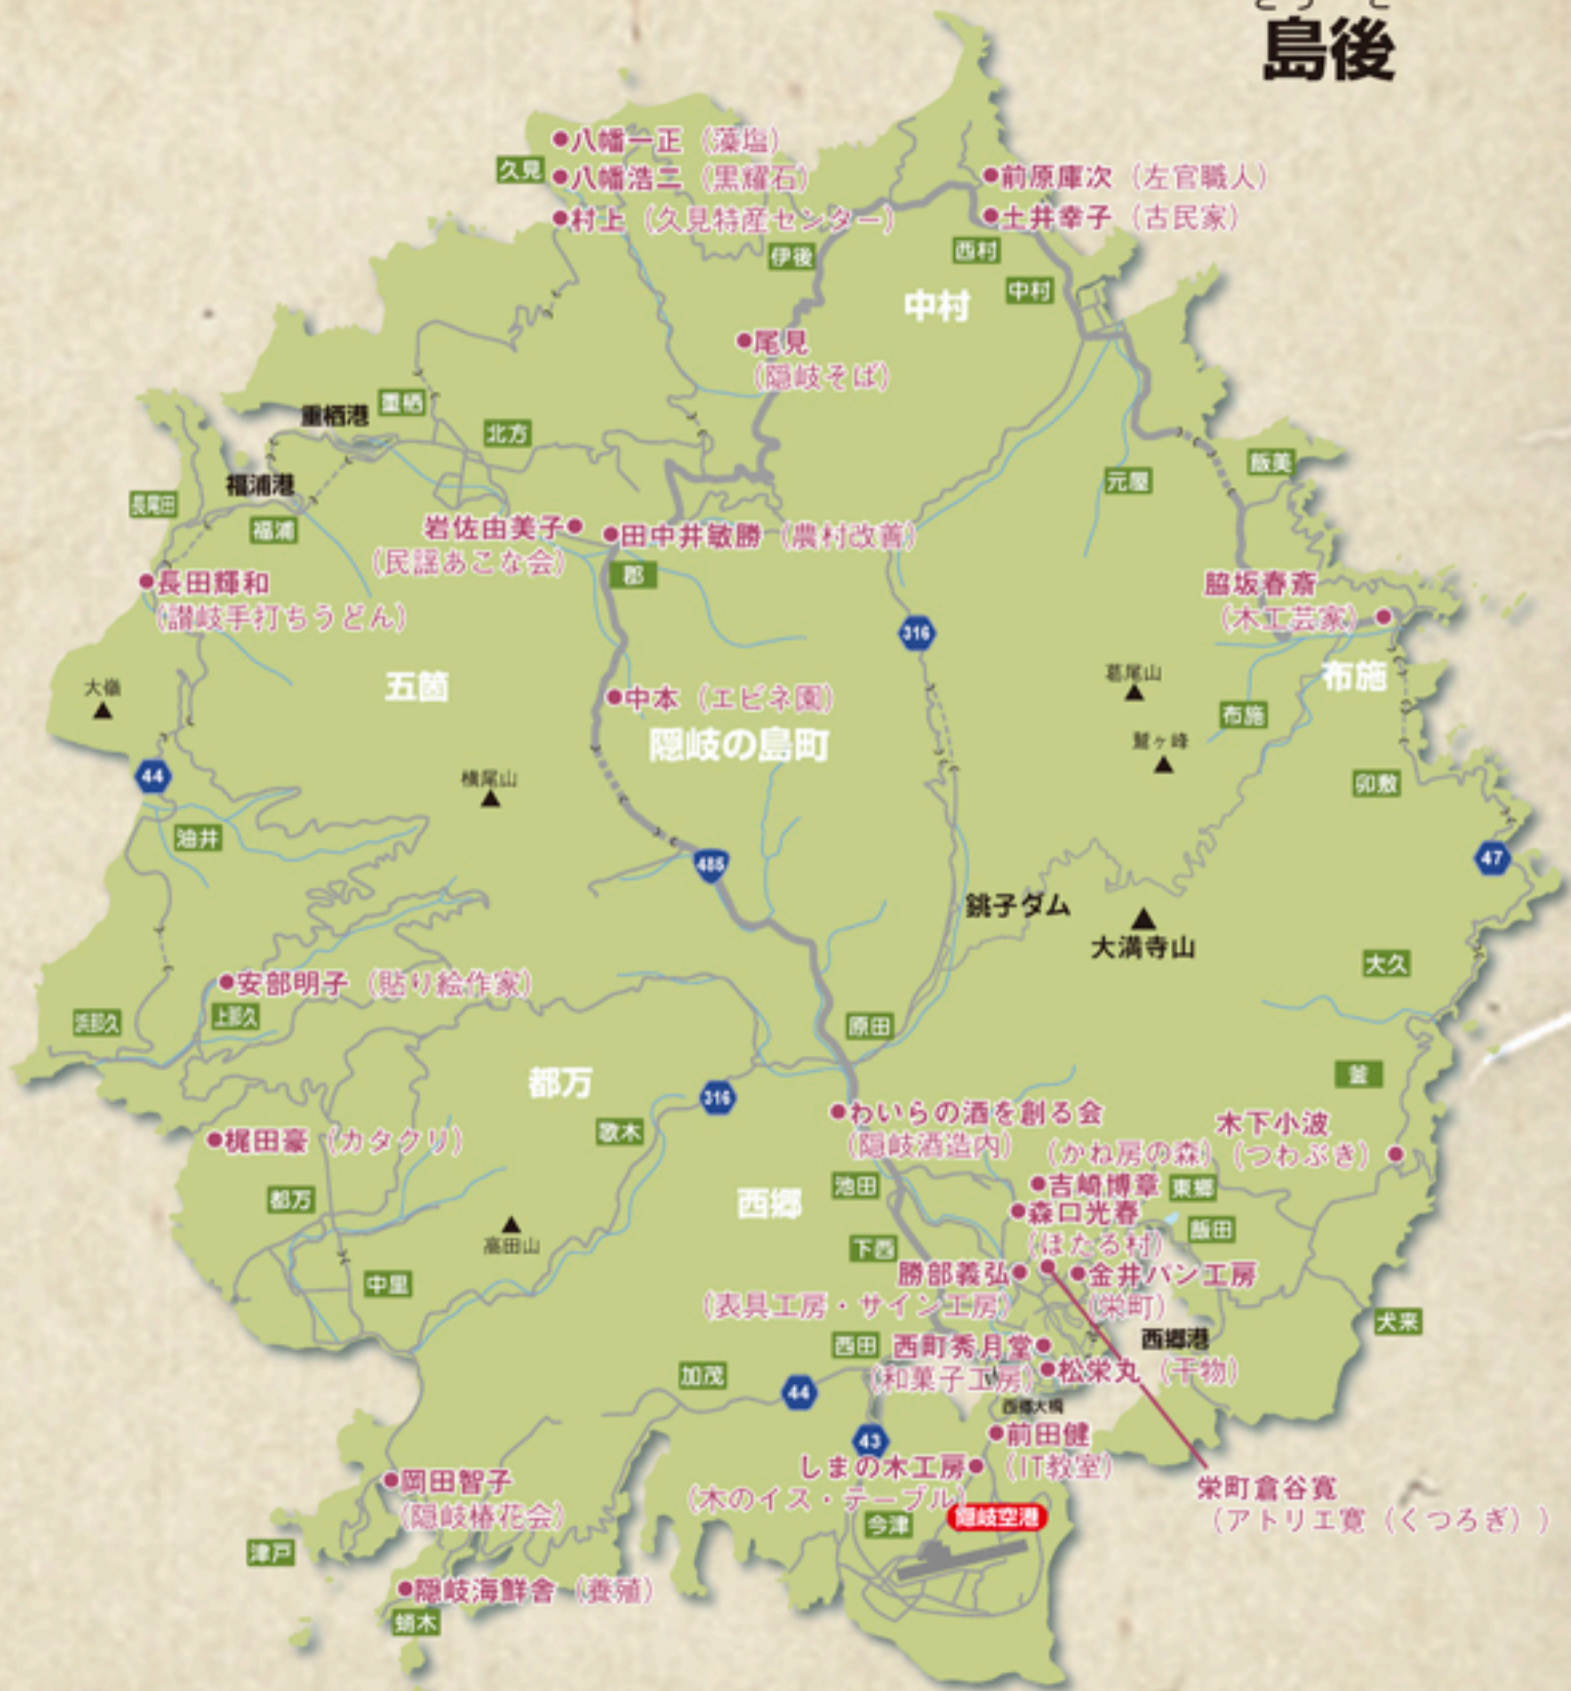 島後
八幡一正（藻塩）
久見
八幡浩二（黒耀石）
村上（久見特産センター）
前原庫次（左官職人）
土井幸子（古民家）
伊後
西村
中村
中村
尾見
（隠岐そば）
重栖港
重栖
北方
福浦港
長尾田
福浦
元屋
飯美
岩佐由美子
（民謡あこな会）
田中井敏勝（農村改善）
郡
長田輝和
（讃岐手打ちうどん）
316
脇坂春斎
（木工芸家）
布施
大嶺
五箇
中本（エビネ園）
隠岐の島町
葛尾山
布施
鷲ヶ峰
44
横尾山
卯敷
油井
485
47
銚子ダム
大満寺山
大久
安部明子（貼り絵作家）
浜那久
上那久
原田
都万
316
釜
歌木
梶田豪（カタクリ）
わいらの酒を創る会
（隠岐酒造内）
木下小波
（つわぶき）
（かね房の森）
吉崎博章
東郷
都万
西郷
池田
森口光春
（ほたる村）
飯田
高田山
下西
勝部義弘
（表具工房・サイン工房）
金井パン工房
（栄町）
中里
西郷港
犬来
西田
西町秀月堂
（和菓子工房）
松栄丸（干物）
加茂
44
西郷大橋
43
前田健
（IT教室）
しまの木工房
（木のイス・テーブル）
岡田智子
（隠岐椿花会）
栄町倉谷寛
（アトリエ寛（くつろぎ））
今津
隠岐空港
津戸
隠岐海鮮舎（養殖）
蛸木